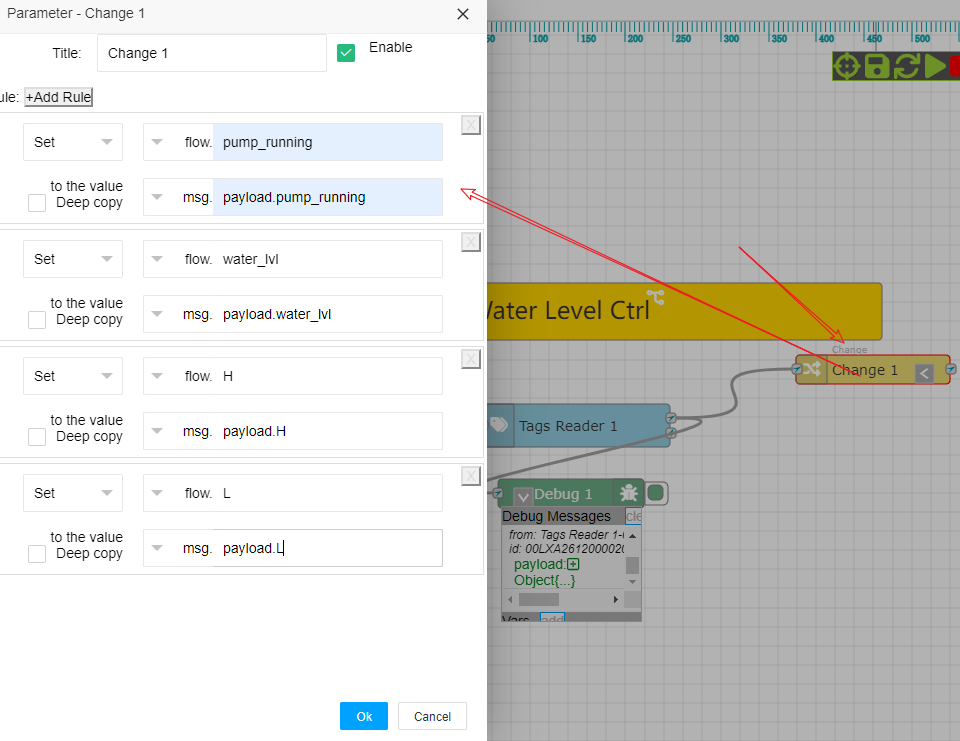 Parameter - Change 1
Title:
Change 1
Enable
ule:
+Add Rule
X
Set
flow.
pump_running
to the value
Deep copy
msg.
payload.pump_running
X
Set
flow.
water_lvl
to the value
Deep copy
msg.
payload.water_lvl
X
Set
flow.
H
to the value
Deep copy
msg.
payload.H
X
Set
flow.
L
to the value
Deep copy
msg.
payload.L
Ok
Cancel
50 100 150 200 250 300 350 400 450 500
Water Level Ctrl
Change
Change 1
<
Tags Reader 1
Debug 1
Debug Messages
cle
from: Tags Reader 1-
id: 00LXA2612000020
payload:
Object{...}
Vars
add